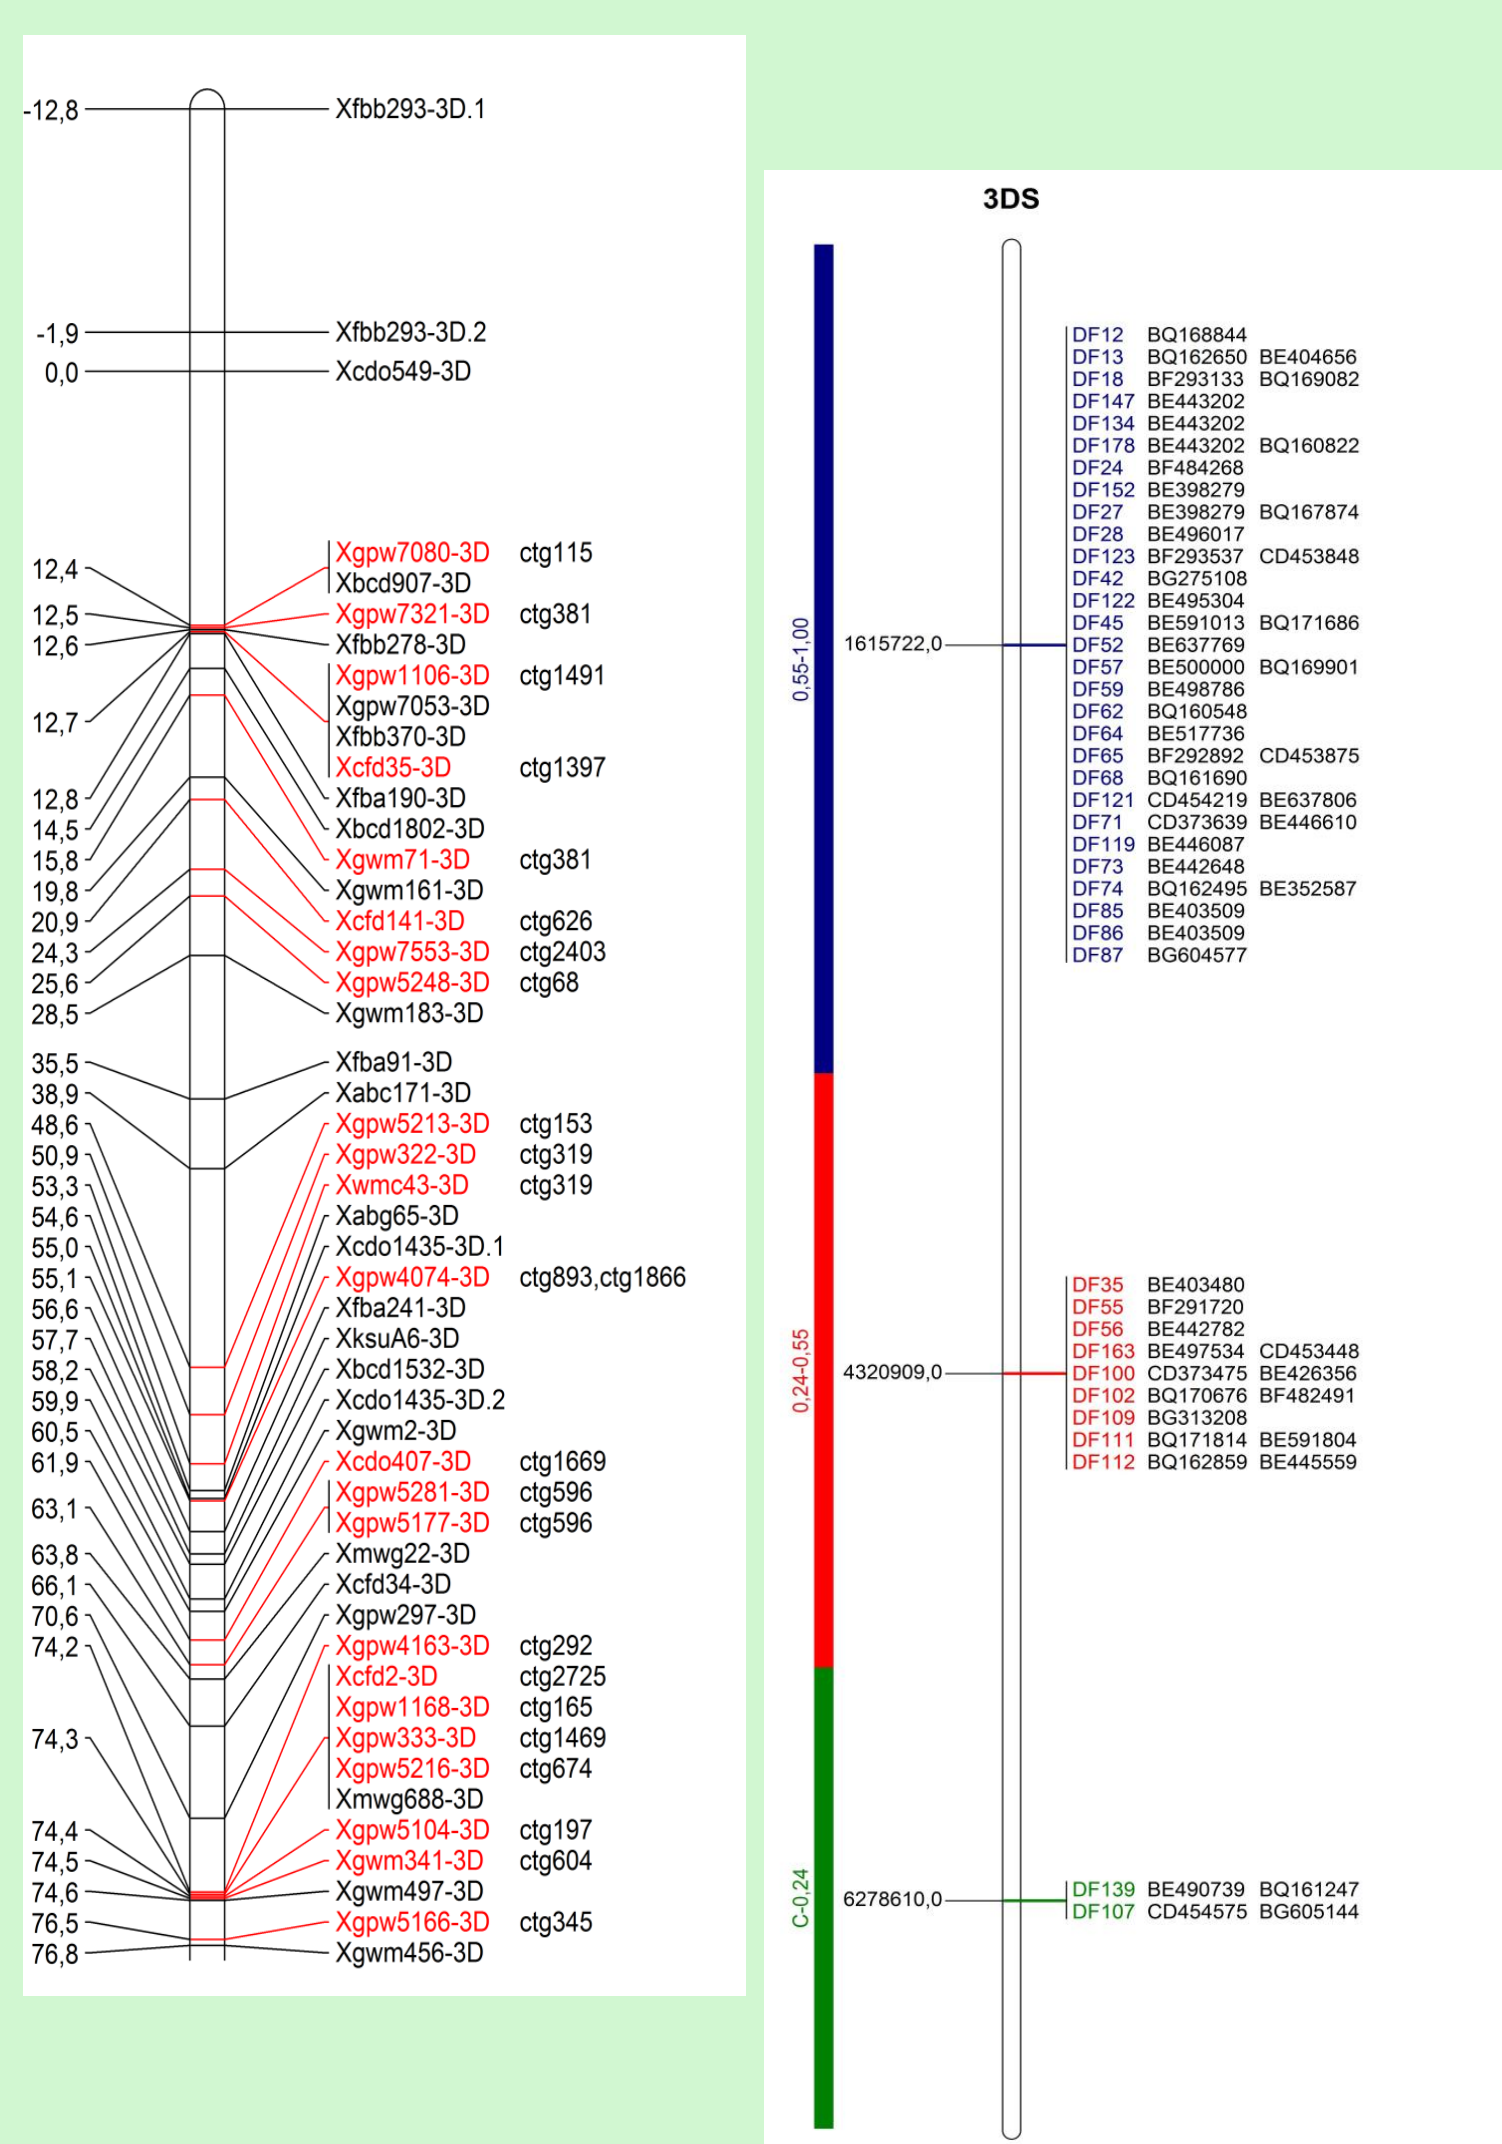 -12,8 Xfbb293-3D.1
-1,9 Xfbb293-3D.2
0,0 Xcdo549-3D
Xgpw7080-3D ctg115
12,4
Xbcd907-3D
12,5 Xgpw7321-3D ctg381
12,6 Xfbb278-3D
Xgpw1106-3D ctg1491
Xgpw7053-3D
12,7
Xfbb370-3D
Xcfd35-3D ctg1397
12,8 Xfba190-3D
14,5 Xbcd1802-3D
15,8 Xgwm71-3D ctg381
19,8 Xgwm161-3D
20,9 Xcfd141-3D ctg626
24,3 Xgpw7553-3D ctg2403
25,6 Xgpw5248-3D ctg68
28,5 Xgwm183-3D
35,5 Xfba91-3D
38,9 Xabc171-3D
48,6 Xgpw5213-3D ctg153
50,9 Xgpw322-3D ctg319
53,3 Xwmc43-3D ctg319
54,6 Xabg65-3D
55,0 Xcdo1435-3D.1
55,1 Xgpw4074-3D ctg893,ctg1866
56,6 Xfba241-3D
57,7 XksuA6-3D
58,2 Xbcd1532-3D
59,9 Xcdo1435-3D.2
60,5 Xgwm2-3D
61,9 Xcdo407-3D ctg1669
Xgpw5281-3D ctg596
63,1
Xgpw5177-3D ctg596
63,8 Xmwg22-3D
66,1 Xcfd34-3D
70,6 Xgpw297-3D
74,2 Xgpw4163-3D ctg292
Xcfd2-3D ctg2725
Xgpw1168-3D ctg165
74,3 Xgpw333-3D ctg1469
Xgpw5216-3D ctg674
Xmwg688-3D
74,4 Xgpw5104-3D ctg197
74,5 Xgwm341-3D ctg604
74,6 Xgwm497-3D
76,5 Xgpw5166-3D ctg345
76,8 Xgwm456-3D
3DS
0,55-1,00
DF12 BQ168844
DF13 BQ162650 BE404656
DF18 BF293133 BQ169082
DF147 BE443202
DF134 BE443202
DF178 BE443202 BQ160822
DF24 BF484268
DF152 BE398279
DF27 BE398279 BQ167874
DF28 BE496017
DF123 BF293537 CD453848
DF42 BG275108
DF122 BE495304
DF45 BE591013 BQ171686
1615722,0 DF52 BE637769
DF57 BE500000 BQ169901
DF59 BE498786
DF62 BQ160548
DF64 BE517736
DF65 BF292892 CD453875
DF68 BQ161690
DF121 CD454219 BE637806
DF71 CD373639 BE446610
DF119 BE446087
DF73 BE442648
DF74 BQ162495 BE352587
DF85 BE403509
DF86 BE403509
DF87 BG604577
0,24-0,55
DF35 BE403480
DF55 BF291720
DF56 BE442782
DF163 BE497534 CD453448
4320909,0 DF100 CD373475 BE426356
DF102 BQ170676 BF482491
DF109 BG313208
DF111 BQ171814 BE591804
DF112 BQ162859 BE445559
C-0,24
DF139 BE490739 BQ161247
6278610,0
DF107 CD454575 BG605144